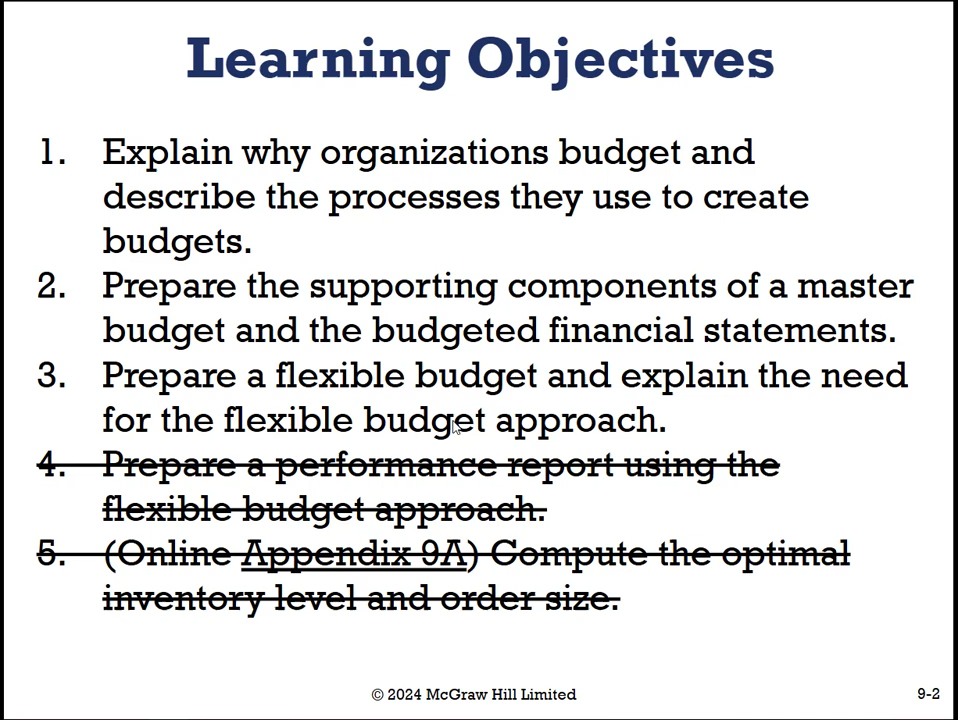 Learning Objectives
1. Explain why organizations budget and
describe the processes they use to create
budgets.
2. Prepare the supporting components of a master
budget and the budgeted financial statements.
3. Prepare a flexible budget and explain the need
for the flexible budget approach.
4. Prepare a performance report using the
flexible budget approach.
5. (Online Appendix 9A) Compute the optimal
inventory level and order size.
© 2024 McGraw Hill Limited
9-2